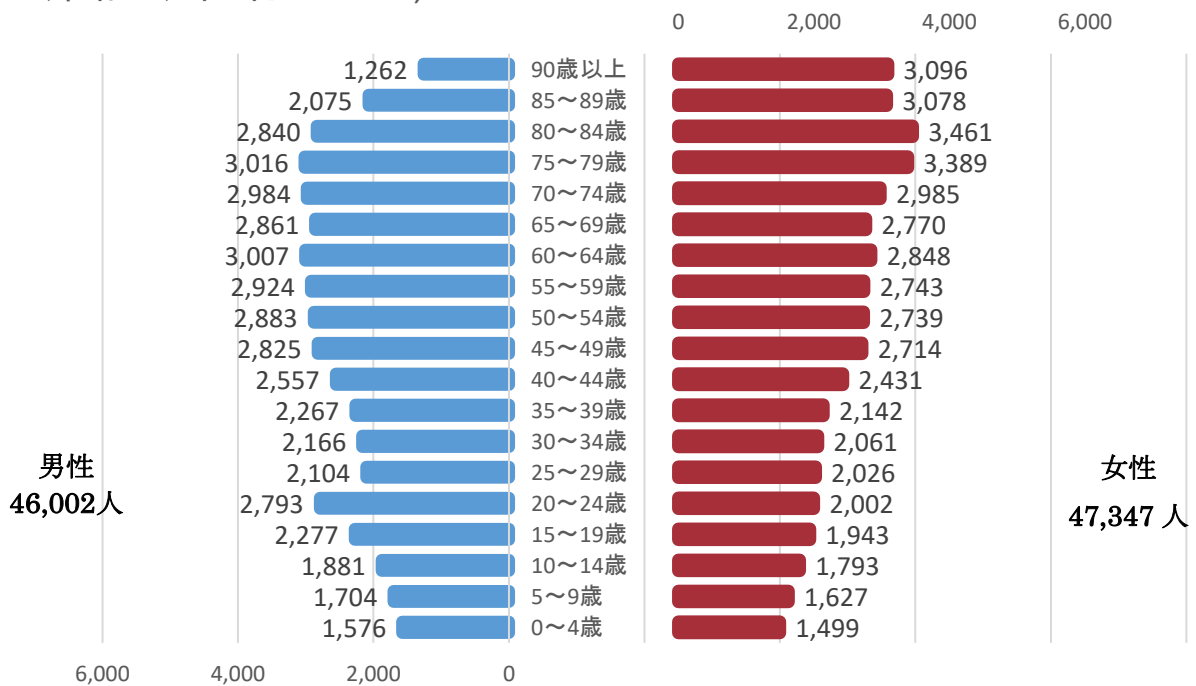 0 2,000 4,000 6,000
1,262 90歳以上 3,096
2,075 85～89歳 3,078
2,840 80～84歳 3,461
3,016 75～79歳 3,389
2,984 70～74歳 2,985
2,861 65～69歳 2,770
3,007 60～64歳 2,848
2,924 55～59歳 2,743
2,883 50～54歳 2,739
2,825 45～49歳 2,714
2,557 40～44歳 2,431
2,267 35～39歳 2,142
2,166 30～34歳 2,061
2,104 25～29歳 2,026
2,793 20～24歳 2,002
2,277 15～19歳 1,943
1,881 10～14歳 1,793
1,704 5～9歳 1,627
1,576 0～4歳 1,499
男性
46,002人
女性
47,347 人
6,000 4,000 2,000 0